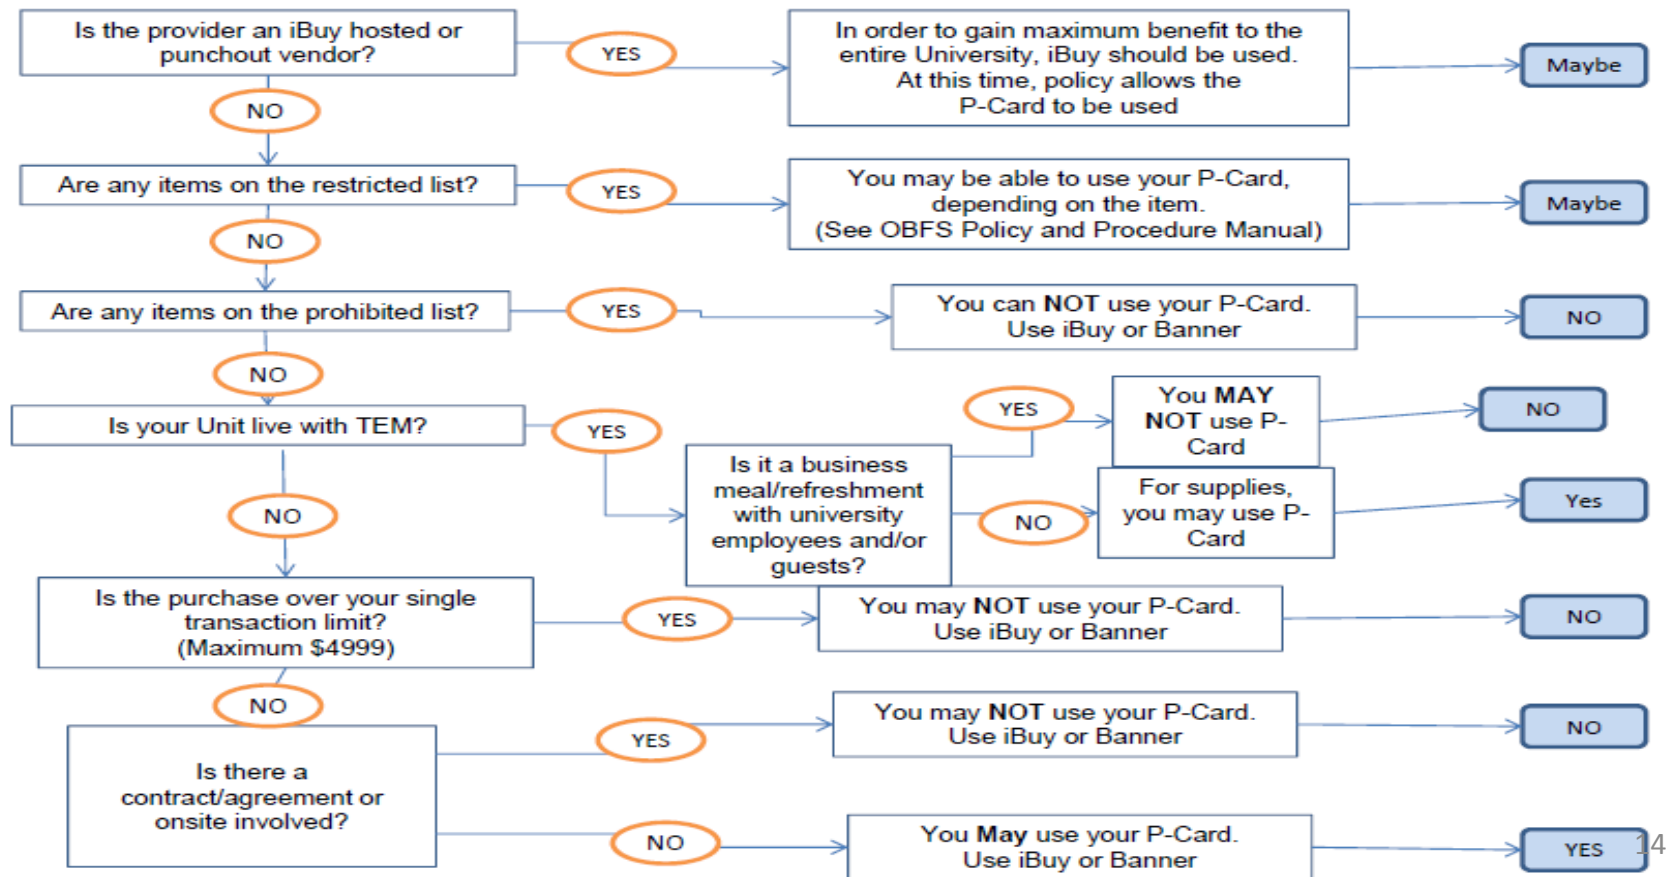 Is the provider an iBuy hosted or
punchout vendor?
YES
In order to gain maximum benefit to the
entire University, iBuy should be used.
At this time, policy allows the
P-Card to be used
Maybe
NO
Are any items on the restricted list?
YES
You may be able to use your P-Card,
depending on the item.
(See OBFS Policy and Procedure Manual)
Maybe
NO
Are any items on the prohibited list?
YES
You can NOT use your P-Card.
Use iBuy or Banner
NO
NO
Is your Unit live with TEM?
YES
Is it a business
meal/refreshment
with university
employees and/or
guests?
YES
You MAY
NOT use P-
Card
NO
NO
For supplies,
you may use P-
Card
Yes
NO
Is the purchase over your single
transaction limit?
(Maximum $4999)
YES
You may NOT use your P-Card.
Use iBuy or Banner
NO
NO
Is there a
contract/agreement or
onsite involved?
YES
You may NOT use your P-Card.
Use iBuy or Banner
NO
NO
You May use your P-Card.
Use iBuy or Banner
YES
14